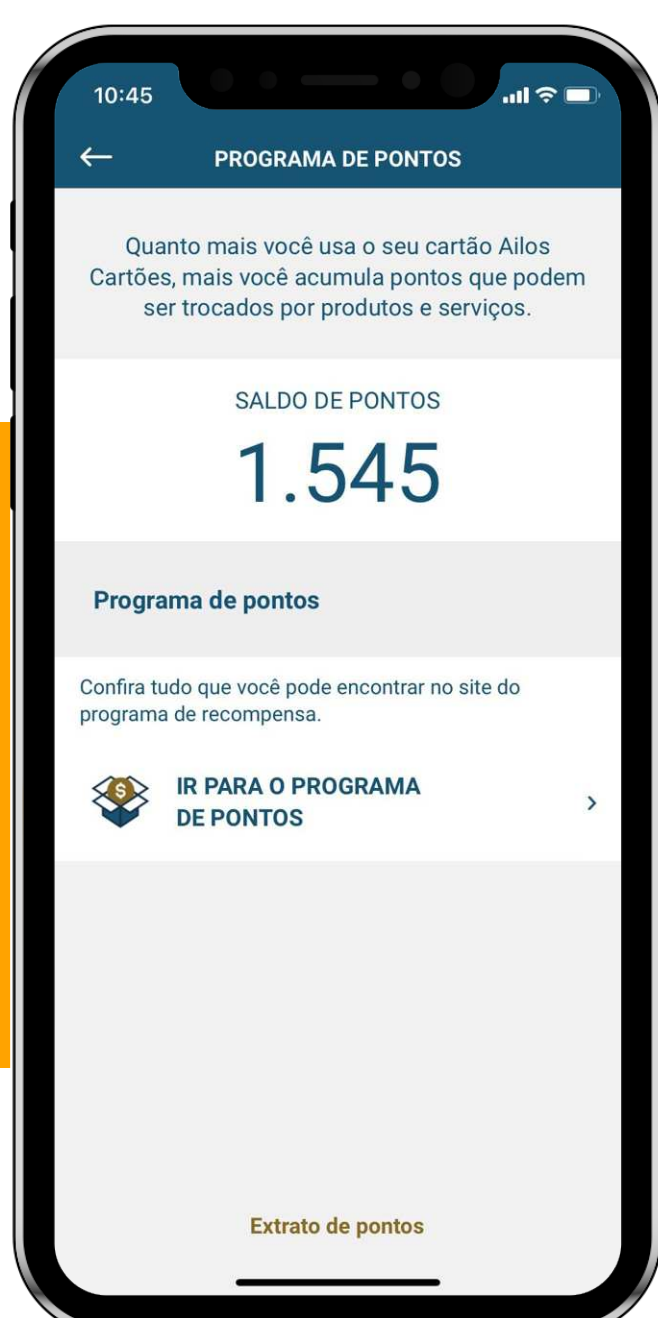 10:45
PROGRAMA DE PONTOS
Quanto mais você usa o seu cartão Ailos
Cartões, mais você acumula pontos que podem
ser trocados por produtos e serviços.
SALDO DE PONTOS
1.545
Programa de pontos
Confira tudo que você pode encontrar no site do
programa de recompensa.
$
IR PARA O PROGRAMA
DE PONTOS
Extrato de pontos